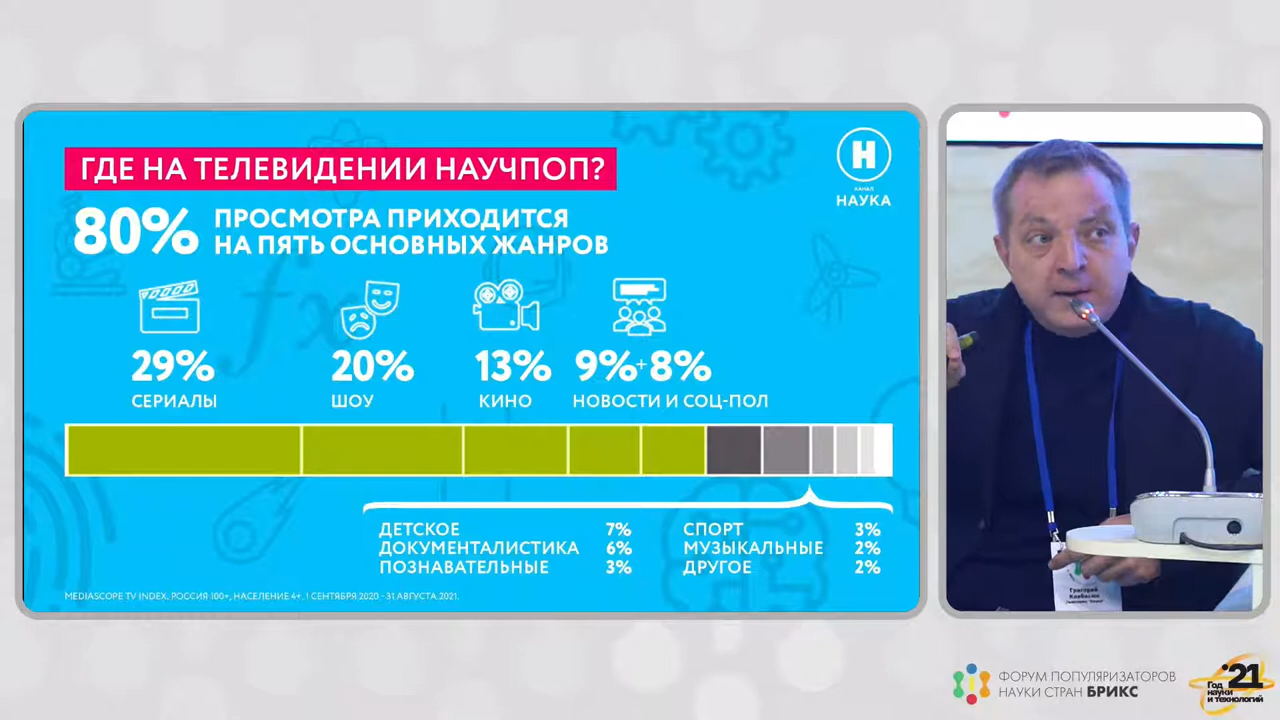 ГДЕ НА ТЕЛЕВИДЕНИИ НАУЧПОП?
Н
КАНАЛ
НАУКА
80% ПРОСМОТРА ПРИХОДИТСЯ
НА ПЯТЬ ОСНОВНЫХ ЖАНРОВ
29%
СЕРИАЛЫ
20%
ШОУ
13%
КИНО
9%+8%
НОВОСТИ И СОЦ-ПОЛ
ДЕТСКОЕ 7%
ДОКУМЕНТАЛИСТИКА 6%
ПОЗНАВАТЕЛЬНЫЕ 3%
СПОРТ 3%
МУЗЫКАЛЬНЫЕ 2%
ДРУГОЕ 2%
MEDIASCOPE TV INDEX. РОССИЯ 100+, НАСЕЛЕНИЕ 4+. 1 СЕНТЯБРЯ 2020 - 31 АВГУСТА 2021.
Григорий
ФОРУМ ПОПУЛЯРИЗАТОРОВ
НАУКИ СТРАН БРИКС
'21
Год
науки
и технологий